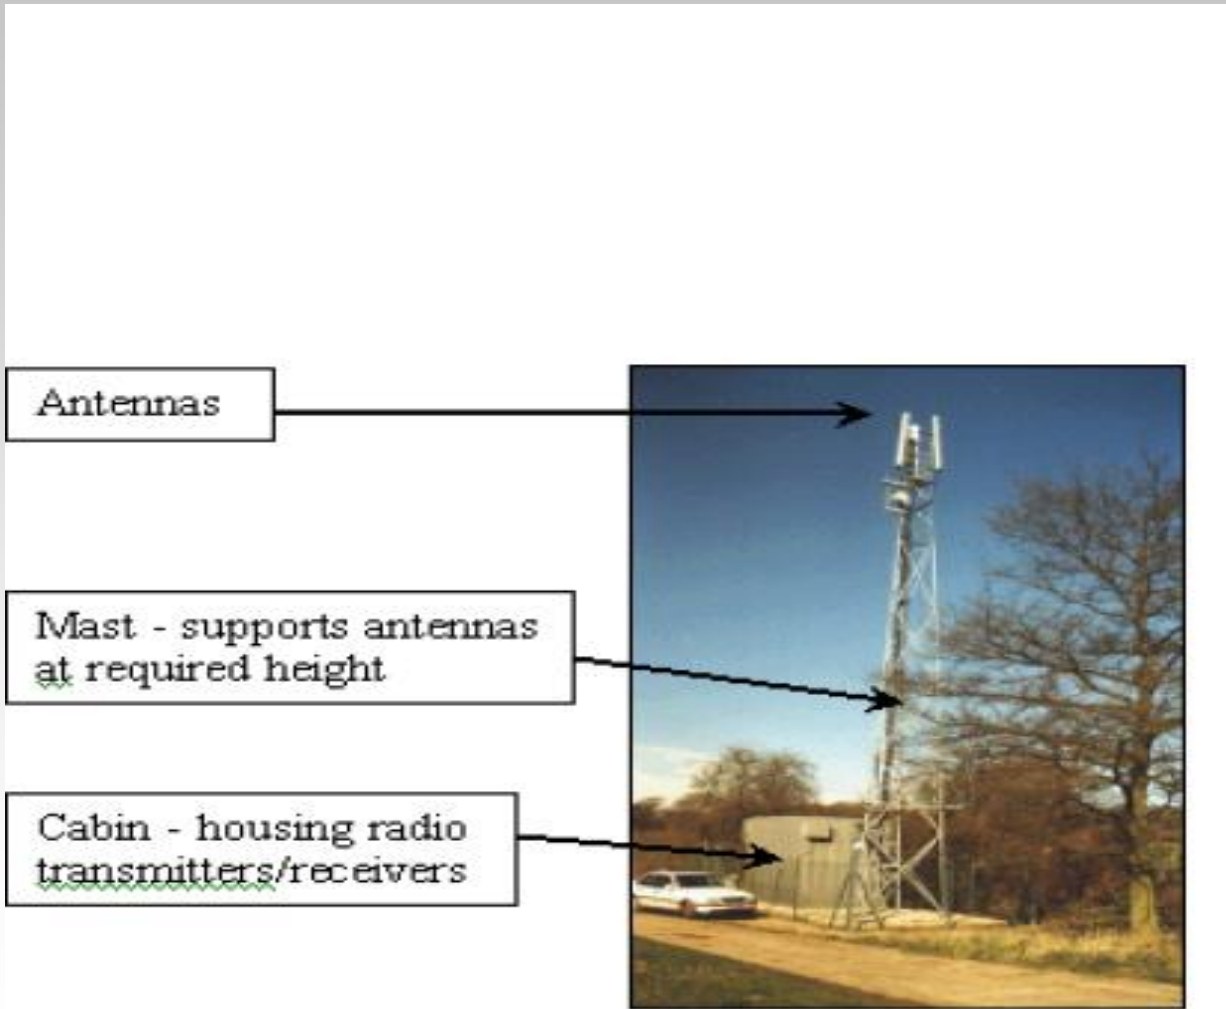 Antennas
Mast - supports antennas
at required height
Cabin - housing radio
transmitters/receivers